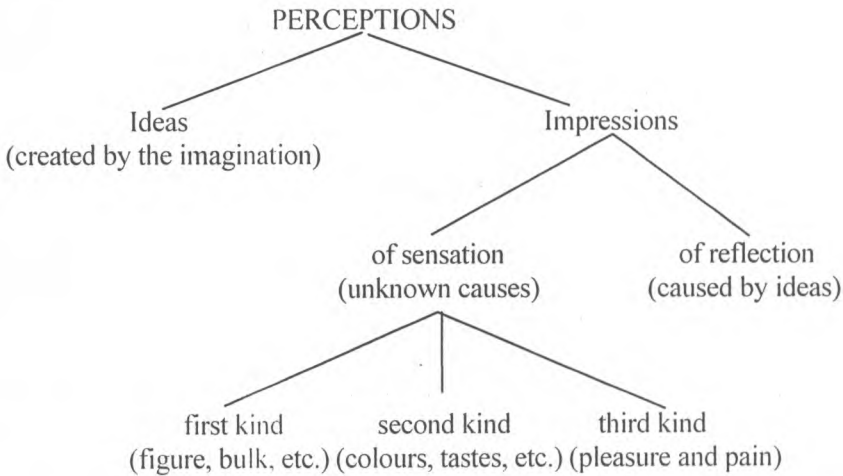 PERCEPTIONS
Ideas
(created by the imagination)
Impressions
of sensation
(unknown causes)
of reflection
(caused by ideas)
first kind
(figure, bulk, etc.)
second kind
(colours, tastes, etc.)
third kind
(pleasure and pain)